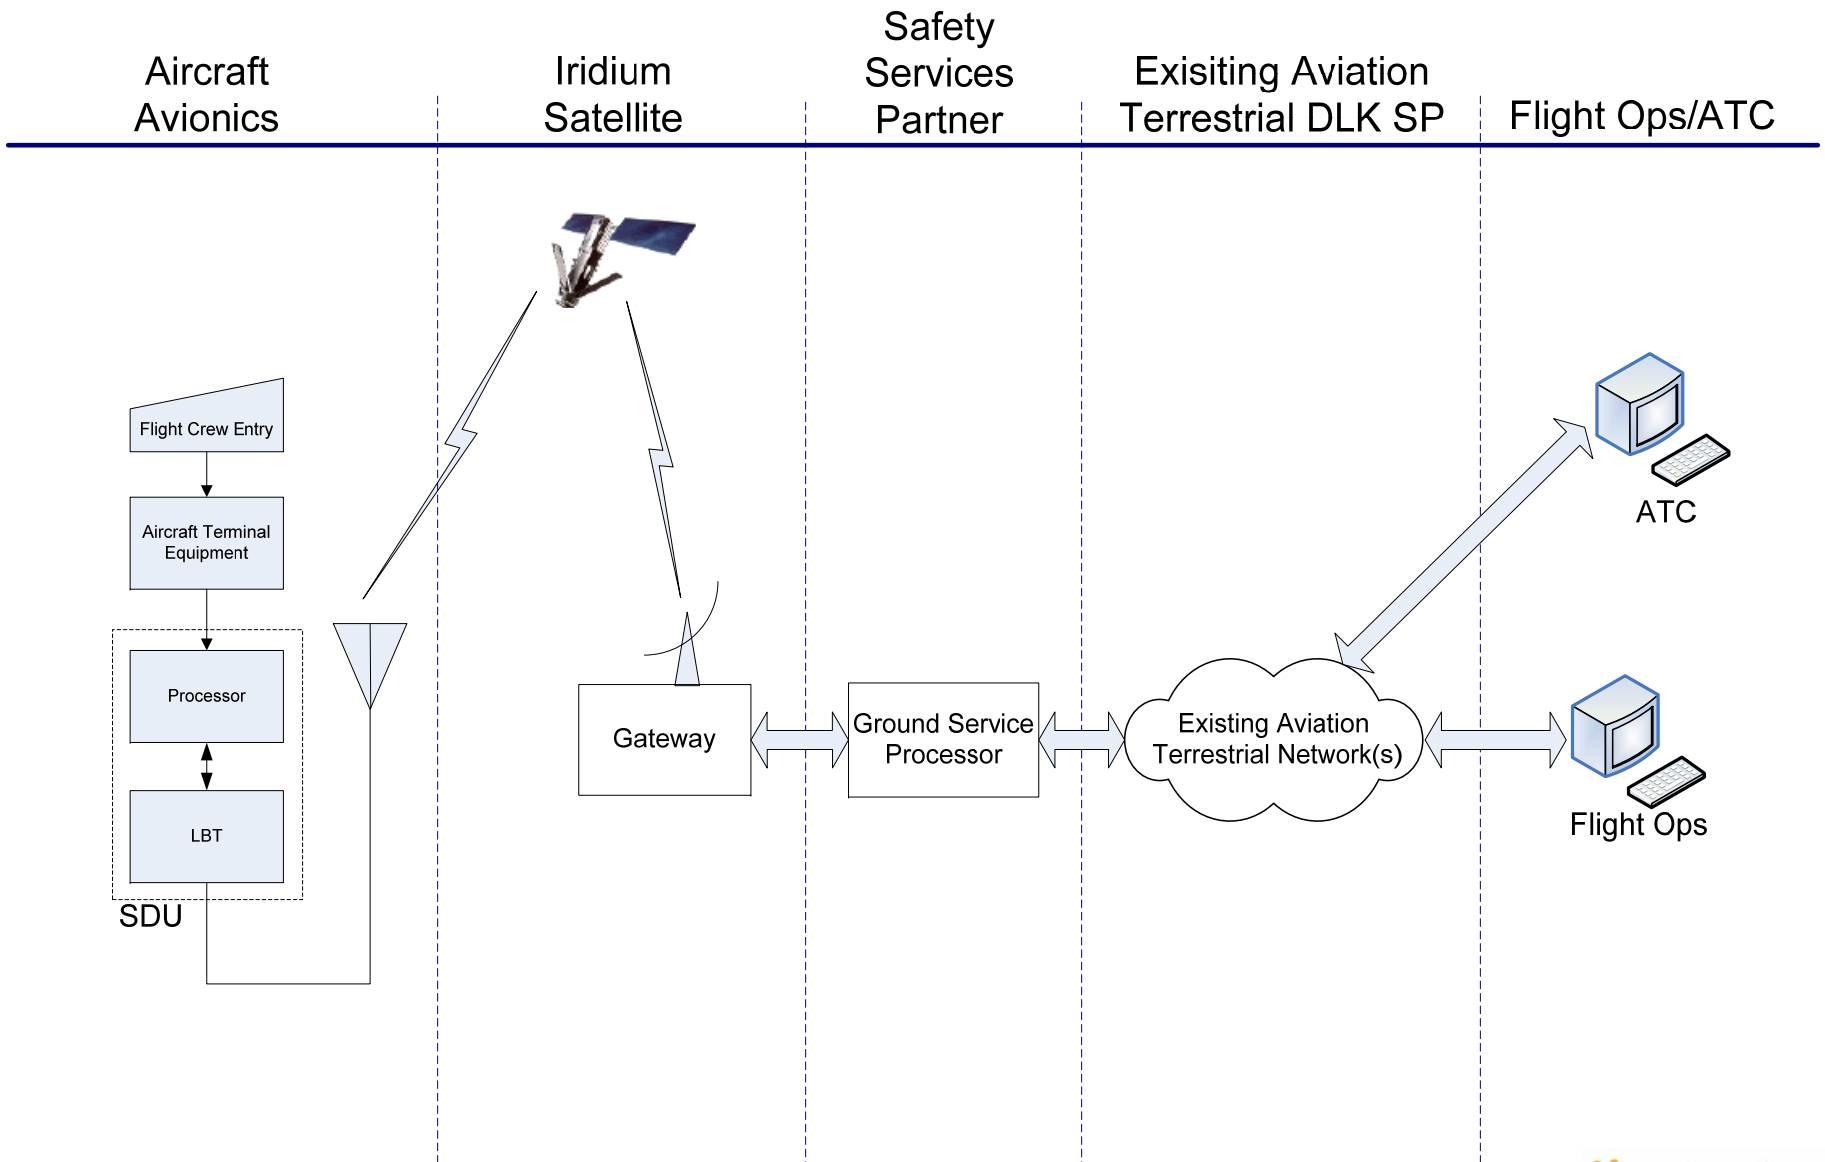 Aircraft
Avionics
Iridium
Satellite
Safety
Services
Partner
Exisiting Aviation
Terrestrial DLK SP
Flight Ops/ATC
Flight Crew Entry
Aircraft Terminal
Equipment
Processor
LBT
SDU
Gateway
Ground Service
Processor
Existing Aviation
Terrestrial Network(s)
ATC
Flight Ops